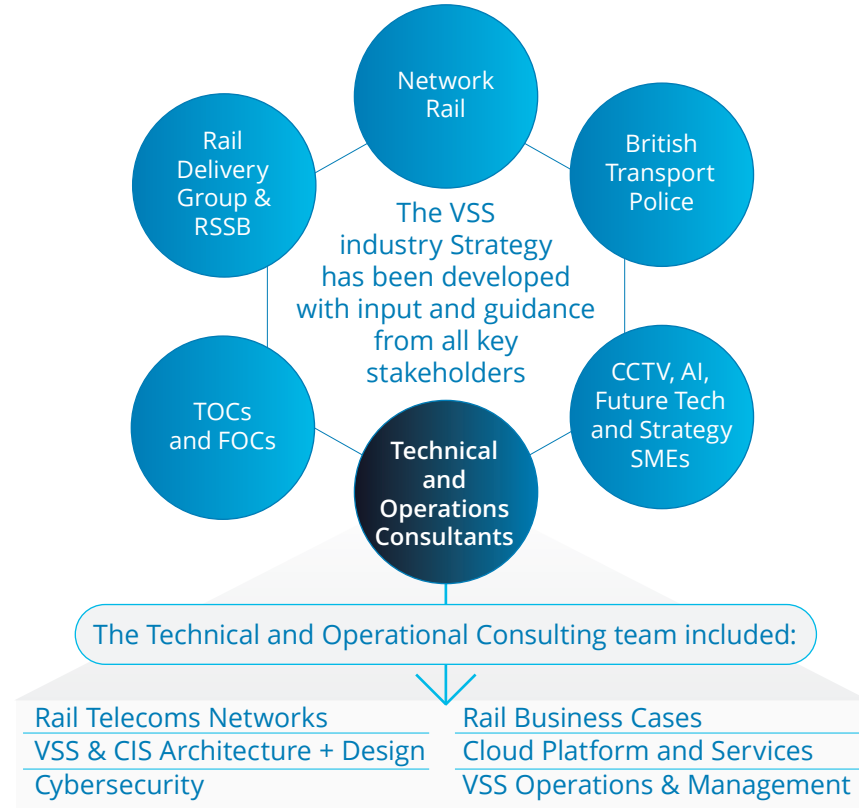 Network
Rail
Rail
Delivery
Group &
RSSB
British
Transport
Police
The VSS
industry Strategy
has been developed
with input and guidance
from all key
stakeholders
TOCs
and FOCs
CCTV, AI,
Future Tech
and Strategy
SMEs
Technical
and
Operations
Consultants
The Technical and Operational Consulting team included:
Rail Telecoms Networks
VSS & CIS Architecture + Design
Cybersecurity
Rail Business Cases
Cloud Platform and Services
VSS Operations & Management